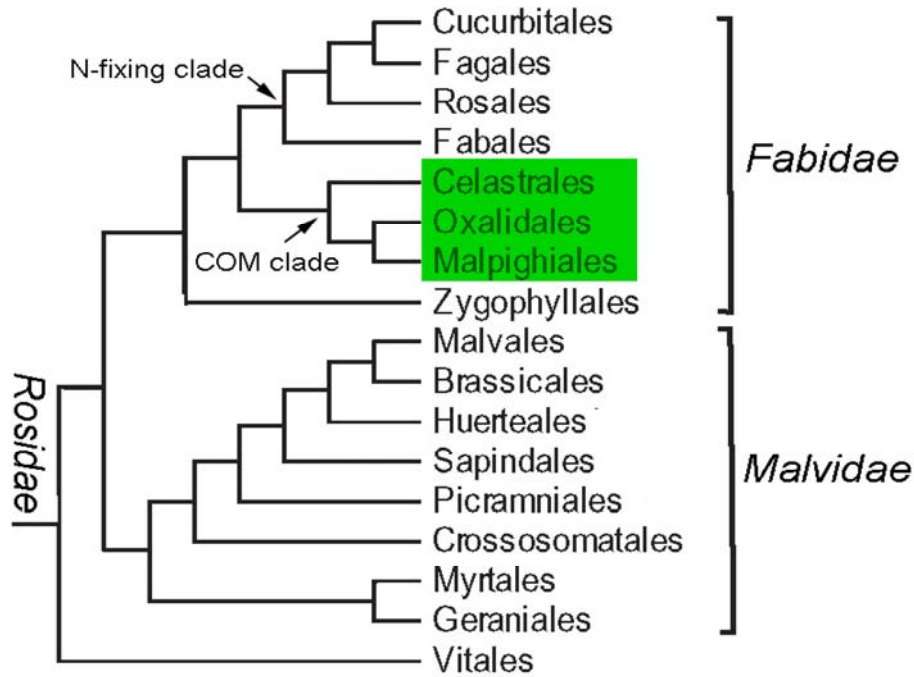 Cucurbitales
N-fixing clade
Fagales
Rosales
Fabales
Fabidae
Celastrales
Oxalidales
COM clade
Malpighiales
Zygophyllales
Malvales
Brassicales
Rosidae
Huerteales
Sapindales
Malvidae
Picramniales
Crossosomatales
Myrtales
Geraniales
Vitales